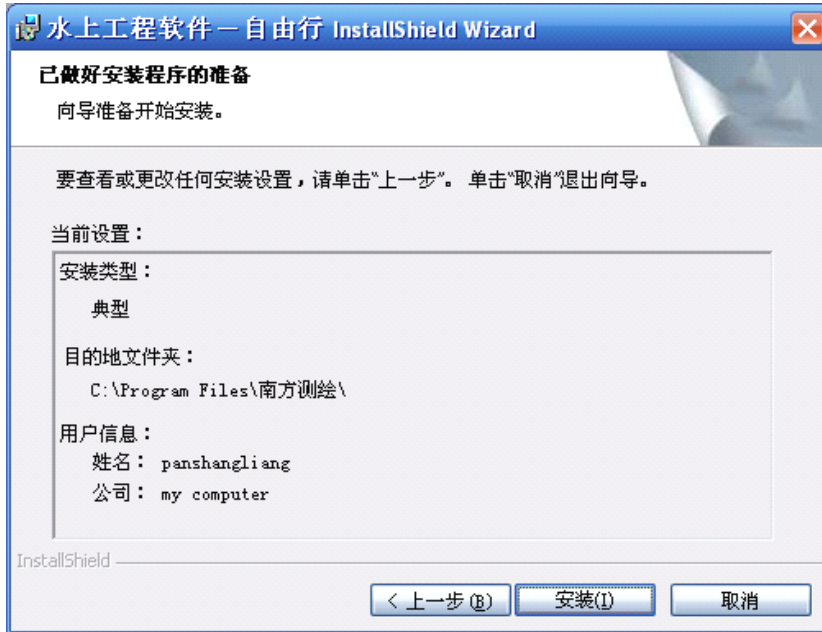 水上工程软件－自由行 InstallShield Wizard
已做好安装程序的准备
向导准备开始安装。
要查看或更改任何安装设置，请单击“上一步”。 单击“取消”退出向导。
当前设置：
安装类型：
典型
目的地文件夹：
C:\Program Files\南方测绘\
用户信息：
姓名： panshangliang
公司： my computer
InstallShield
< 上一步(B)
安装(I)
取消